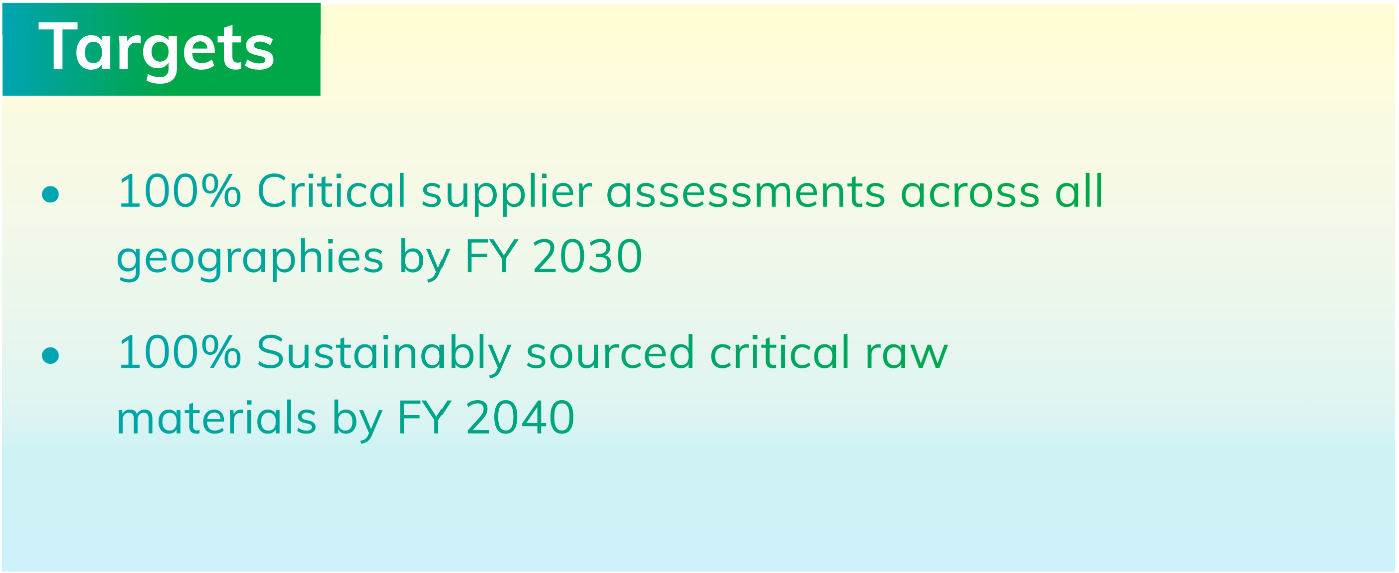 Targets
• 100% Critical supplier assessments across all
geographies by FY 2030
• 100% Sustainably sourced critical raw
materials by FY 2040